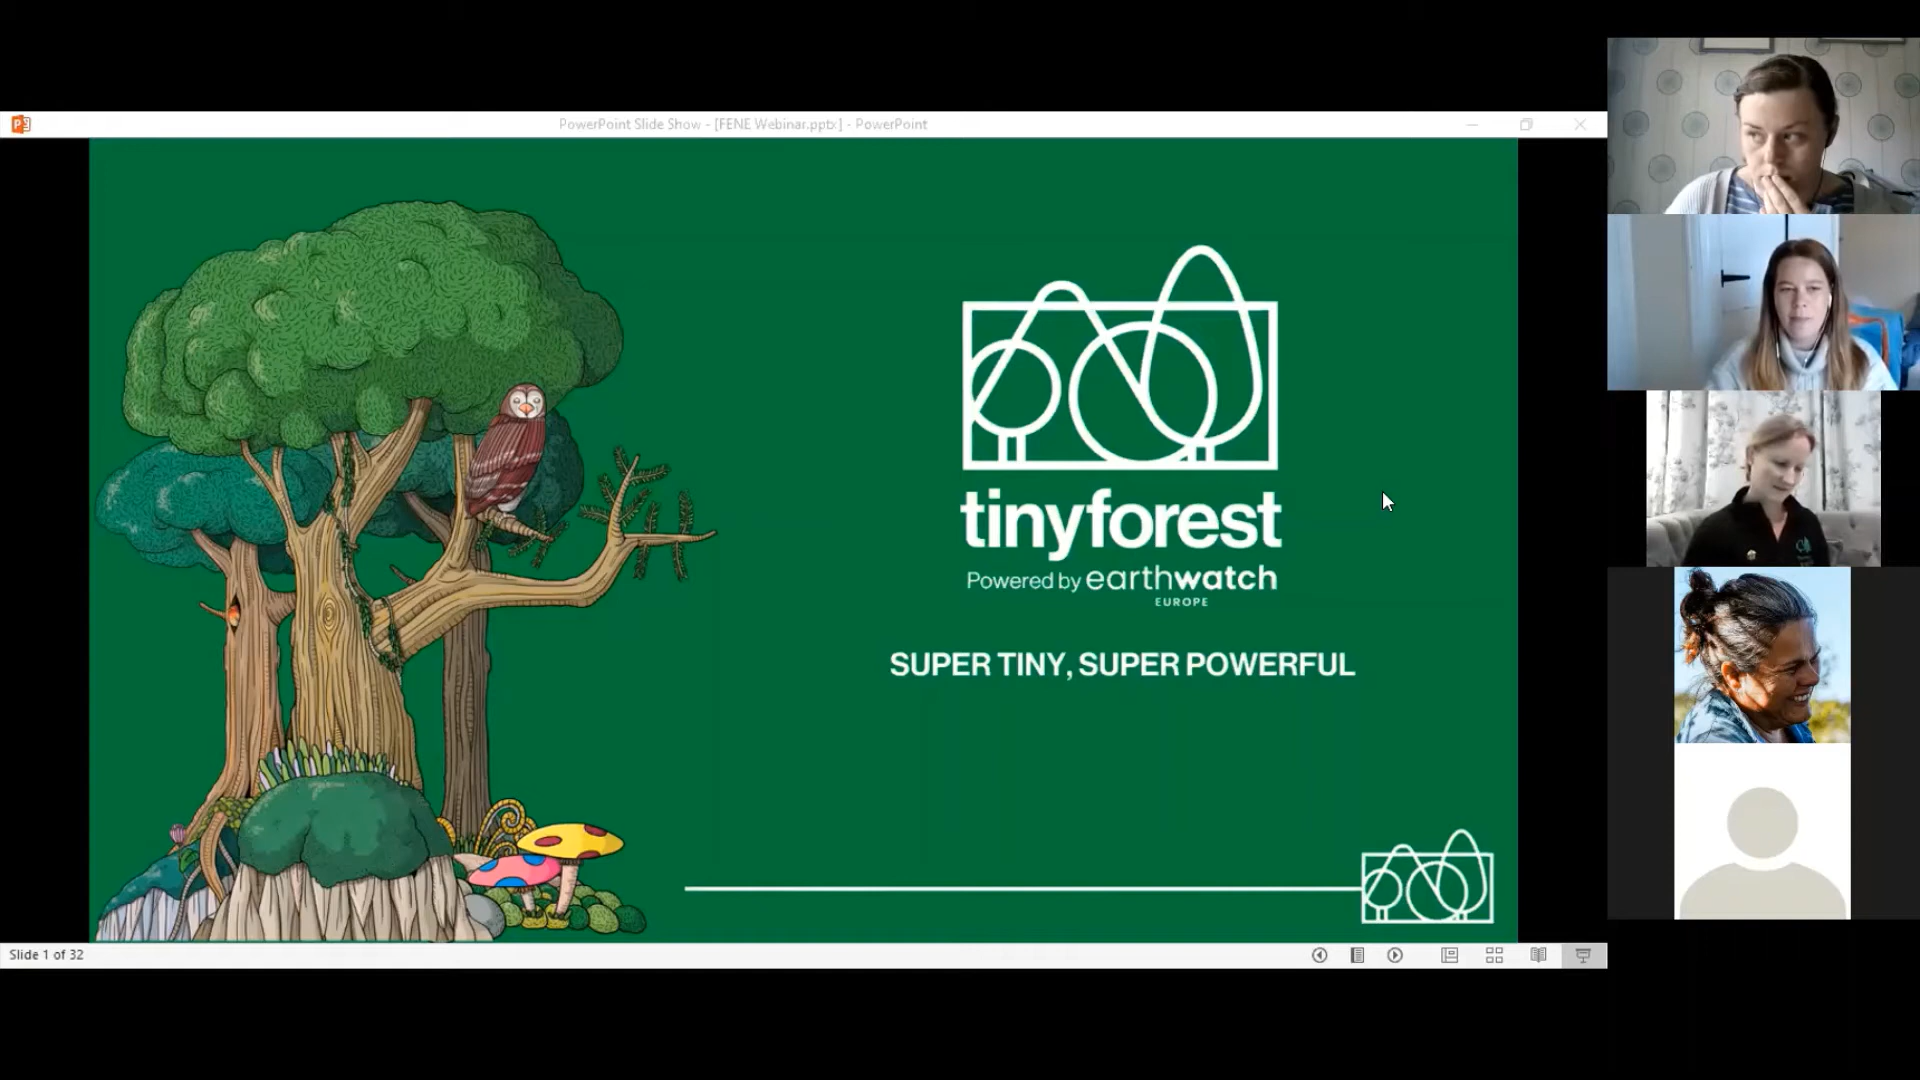 PowerPoint Slide Show - [FENE Webinar.pptx] - PowerPoint
tinyforest
Powered by earthwatch
EUROPE
SUPER TINY, SUPER POWERFUL
Slide 1 of 32